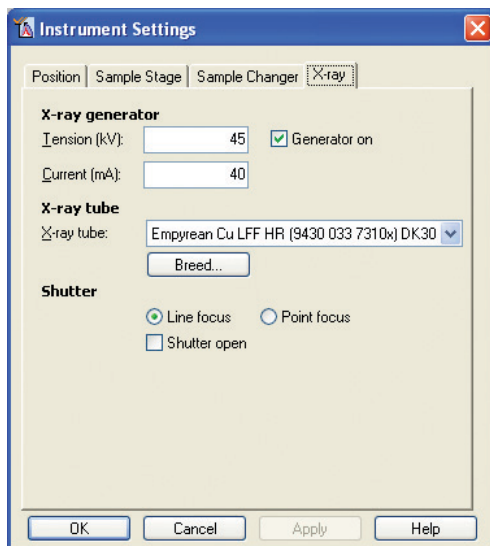 Instrument Settings
Position Sample Stage Sample Changer X-ray
X-ray generator
Tension (kV): 45 Generator on
Current (mA): 40
X-ray tube
X-ray tube: Empyrean Cu LFF HR (9430 033 7310x) DK30
Breed...
Shutter
Line focus Point focus
Shutter open
OK Cancel Apply Help